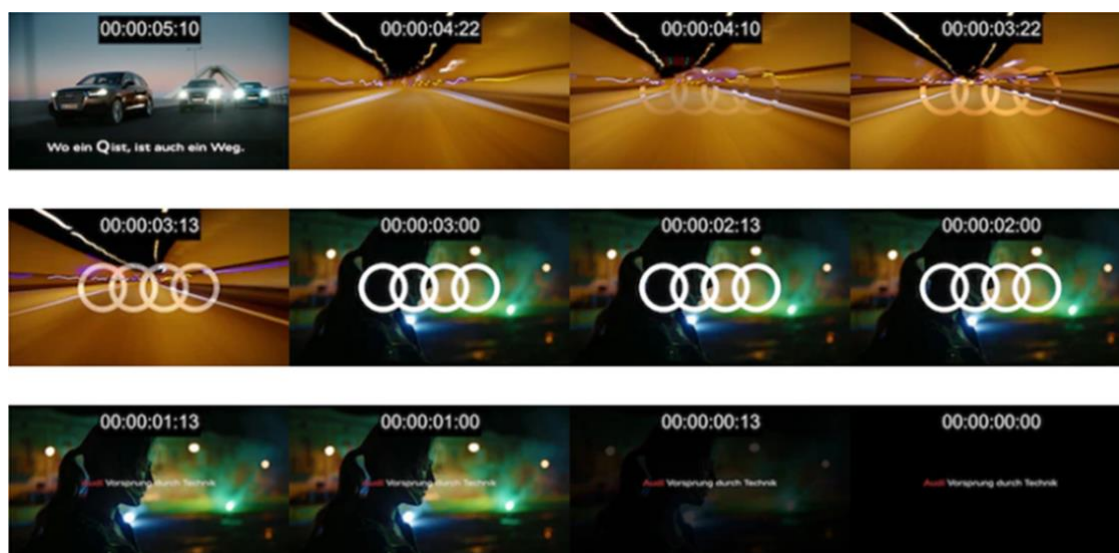 00:00:05:10 00:00:04:22 00:00:04:10 00:00:03:22
Wo ein Q ist, ist auch ein Weg.
00:00:03:13 00:00:03:00 00:00:02:13 00:00:02:00
00:00:01:13 00:00:01:00 00:00:00:13 00:00:00:00
Audi Vorsprung durch Technik Audi Vorsprung durch Technik Audi Vorsprung durch Technik Audi Vorsprung durch Technik